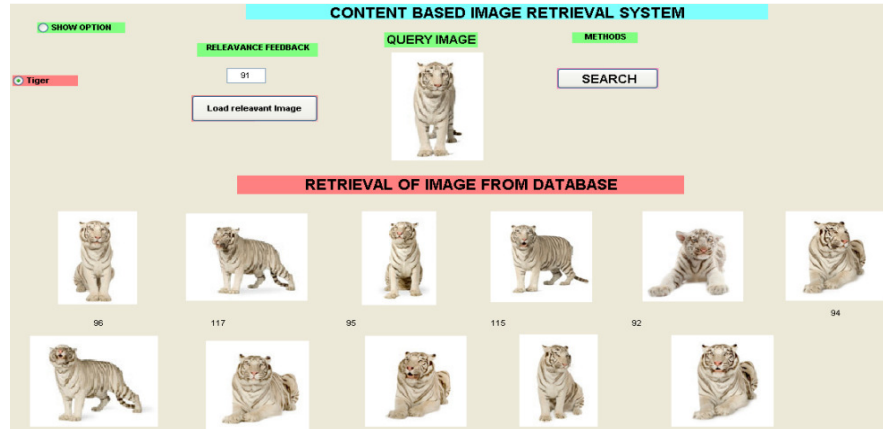 CONTENT BASED IMAGE RETRIEVAL SYSTEM
SHOW OPTION
RELEAVANCE FEEDBACK
QUERY IMAGE
METHODS
Tiger
91
SEARCH
Load releavant Image
RETRIEVAL OF IMAGE FROM DATABASE
96 117 95 115 92 94